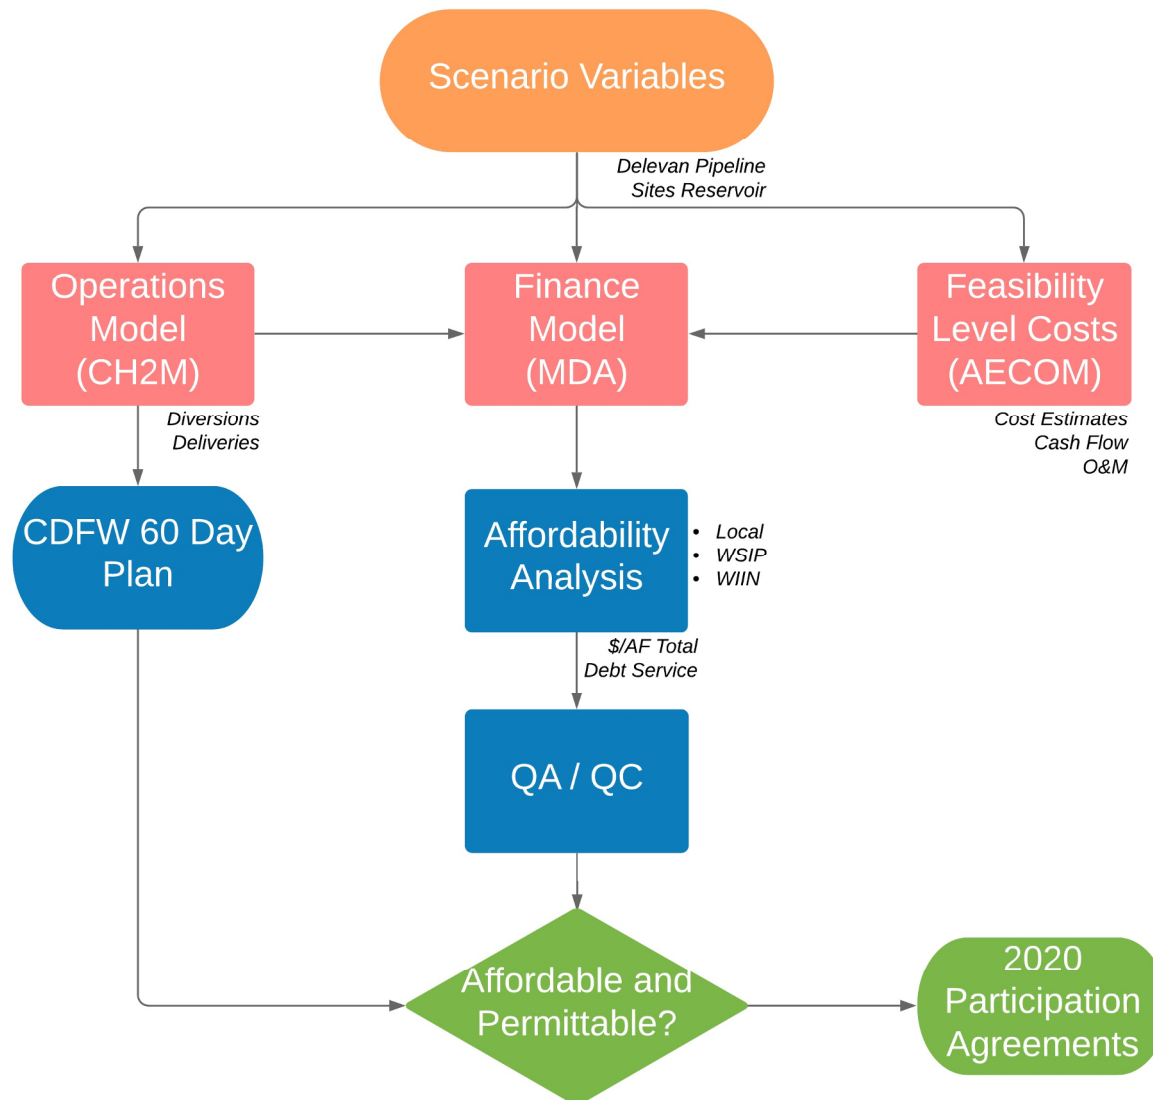 Scenario Variables
Delevan Pipeline
Sites Reservoir
Operations
Model
(CH2M)
Finance
Model
(MDA)
Feasibility
Level Costs
(AECOM)
Diversions
Deliveries
Cost Estimates
Cash Flow
O&M
CDFW 60 Day
Plan
Affordability
Analysis
• Local
• WSIP
• WIIN
$/AF Total
Debt Service
QA / QC
Affordable and
Permittable?
2020
Participation
Agreements